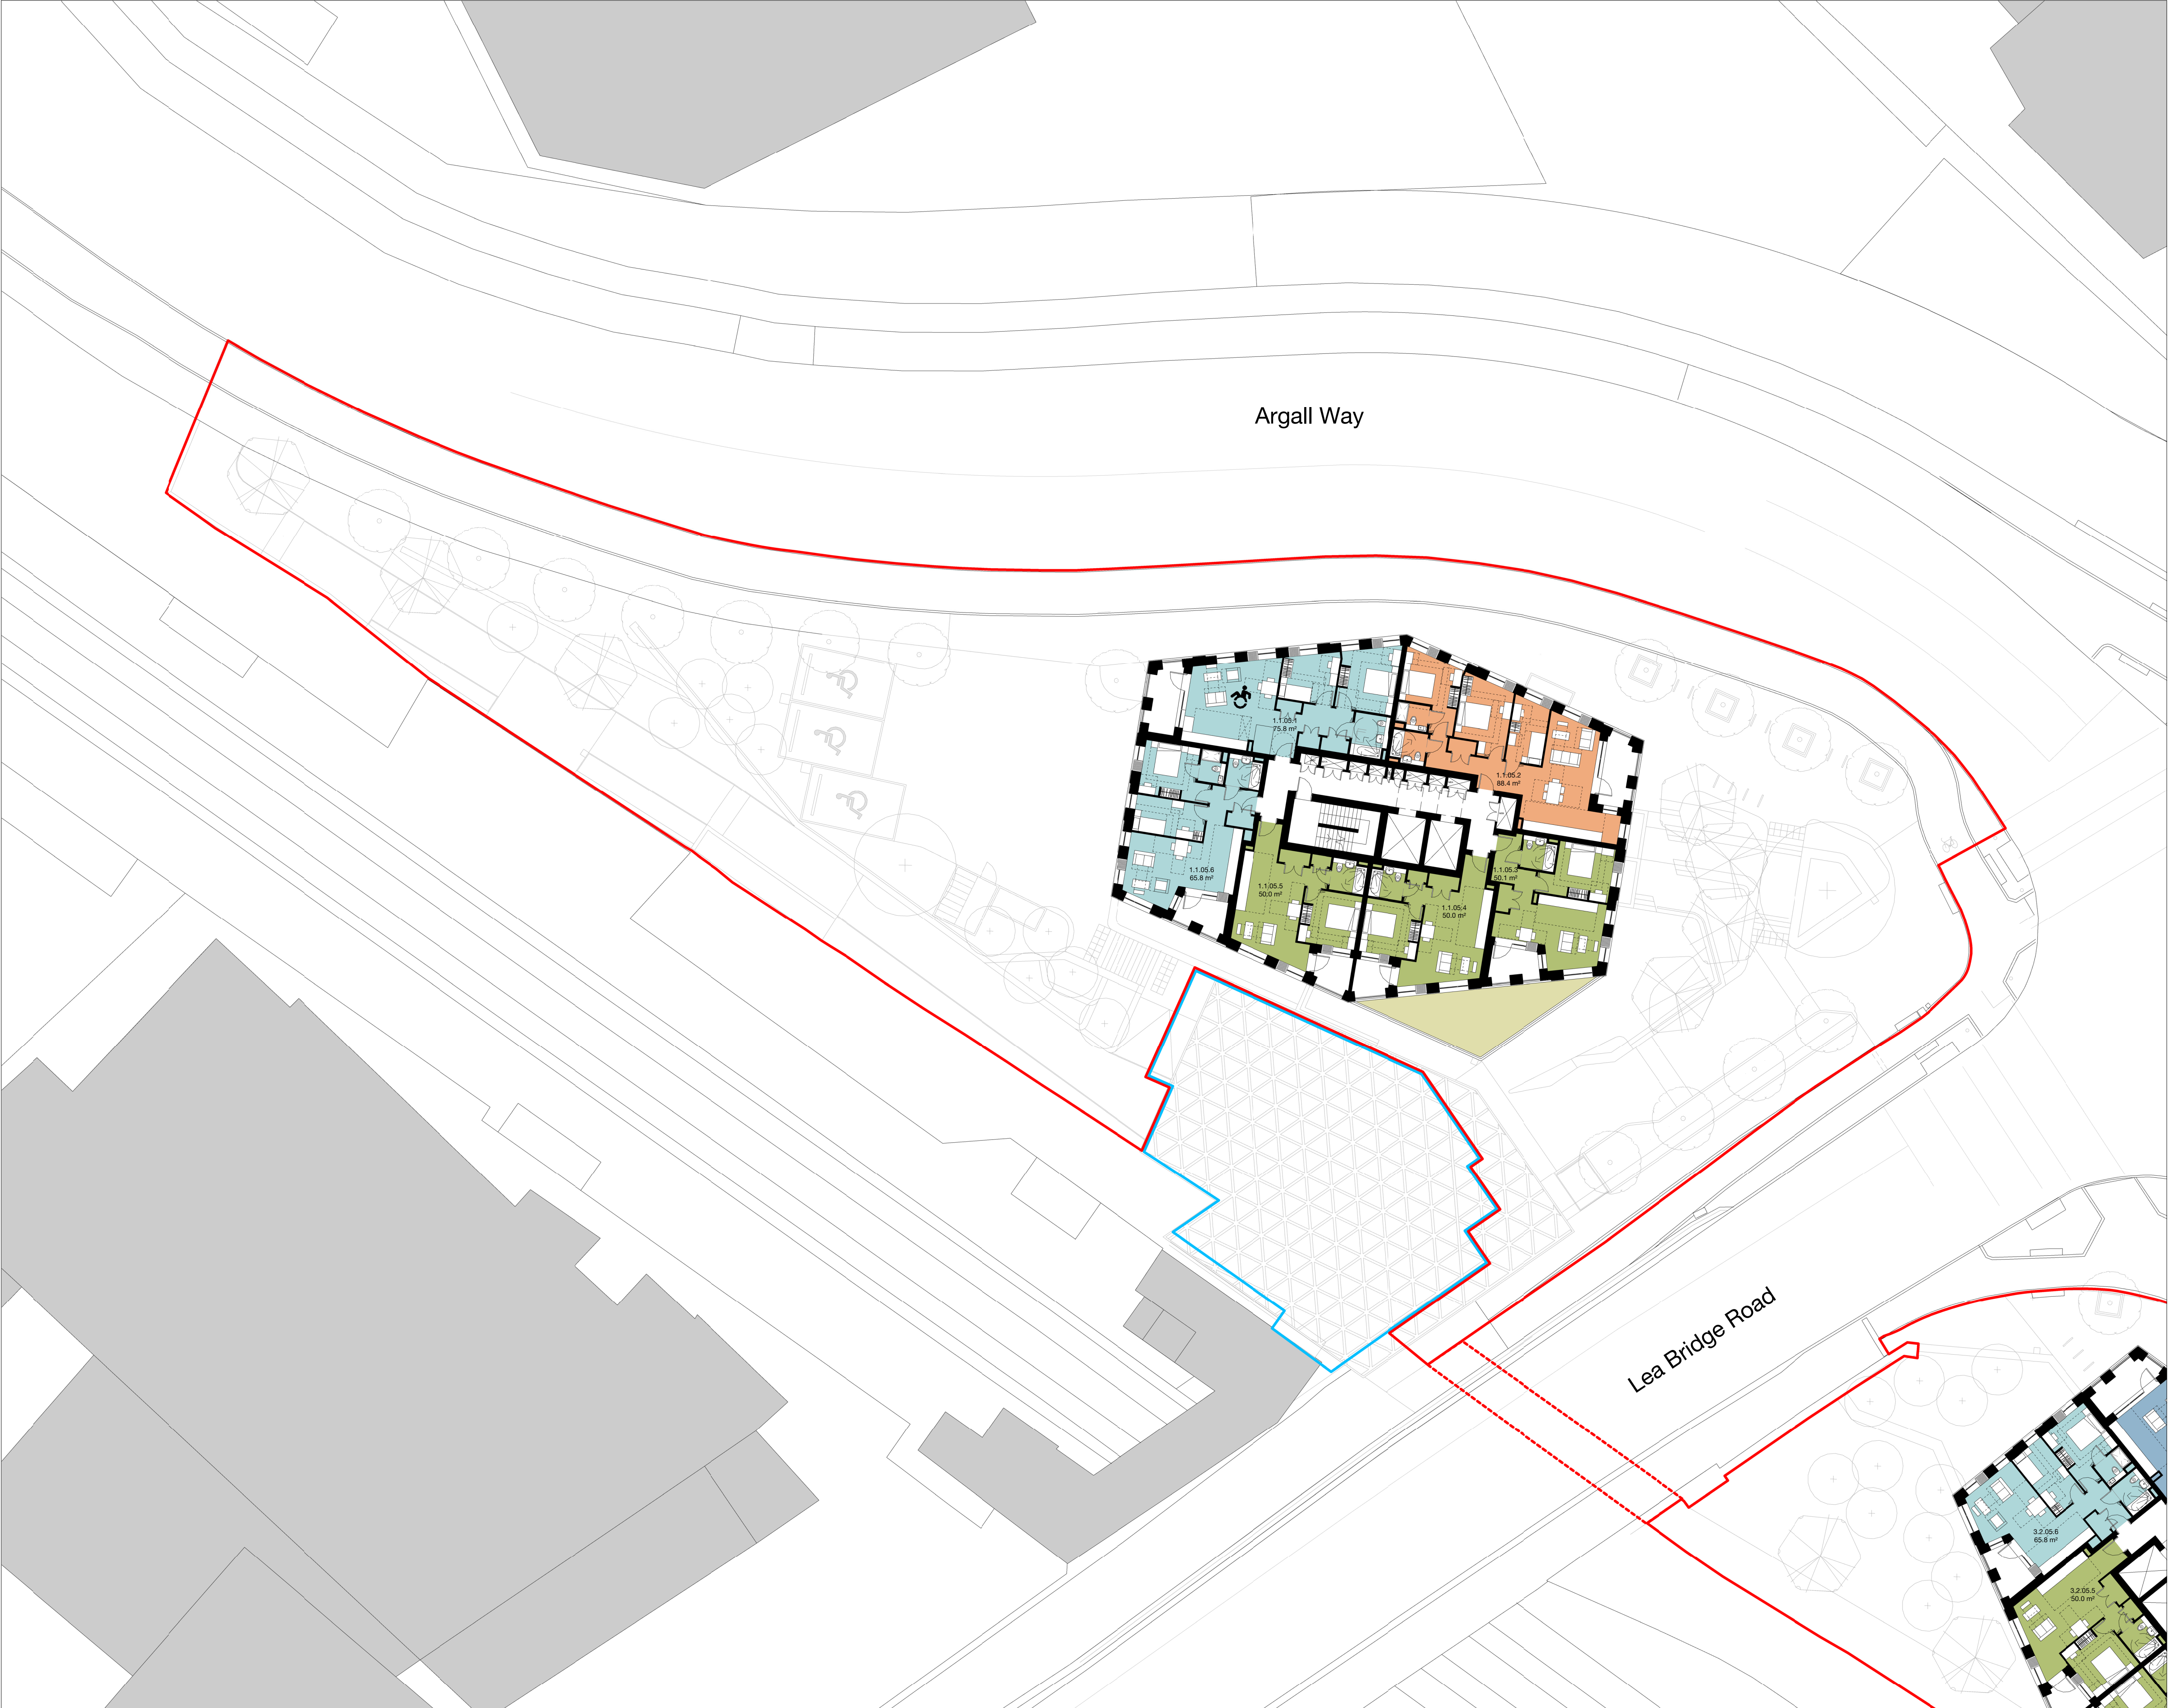 Argall Way
1.1.05.1
75.8 m²
1.1.05.2
88.4 m²
1.1.05.6
65.8 m²
1.1.05.5
50.0 m²
1.1.05.4
50.0 m²
1.1.05.3
50.1 m²
Lea Bridge Road
3.2.05.6
65.8 m²
3.2.05.5
50.0 m²